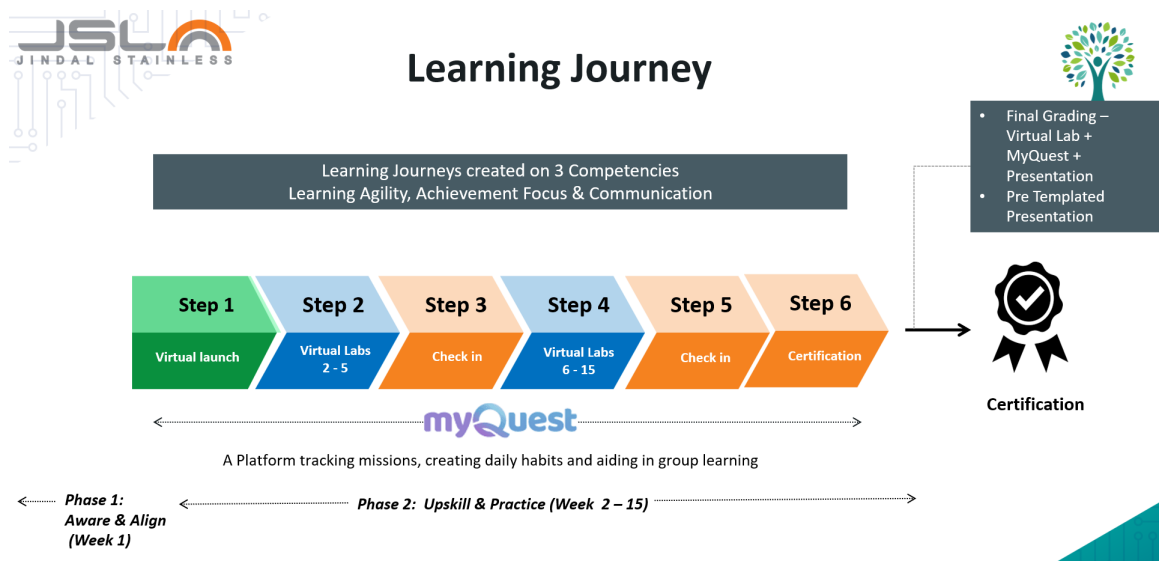 JSL
JINDAL STAINLESS
Learning Journey
Learning Journeys created on 3 Competencies
Learning Agility, Achievement Focus & Communication
• Final Grading –
Virtual Lab +
MyQuest +
Presentation
• Pre Templated
Presentation
Step 1
Step 2
Step 3
Step 4
Step 5
Step 6
Virtual launch
Virtual Labs
2 - 5
Check in
Virtual Labs
6 - 15
Check in
Certification
Certification
myQuest
A Platform tracking missions, creating daily habits and aiding in group learning
Phase 1:
Aware & Align
(Week 1)
Phase 2: Upskill & Practice (Week 2 – 15)